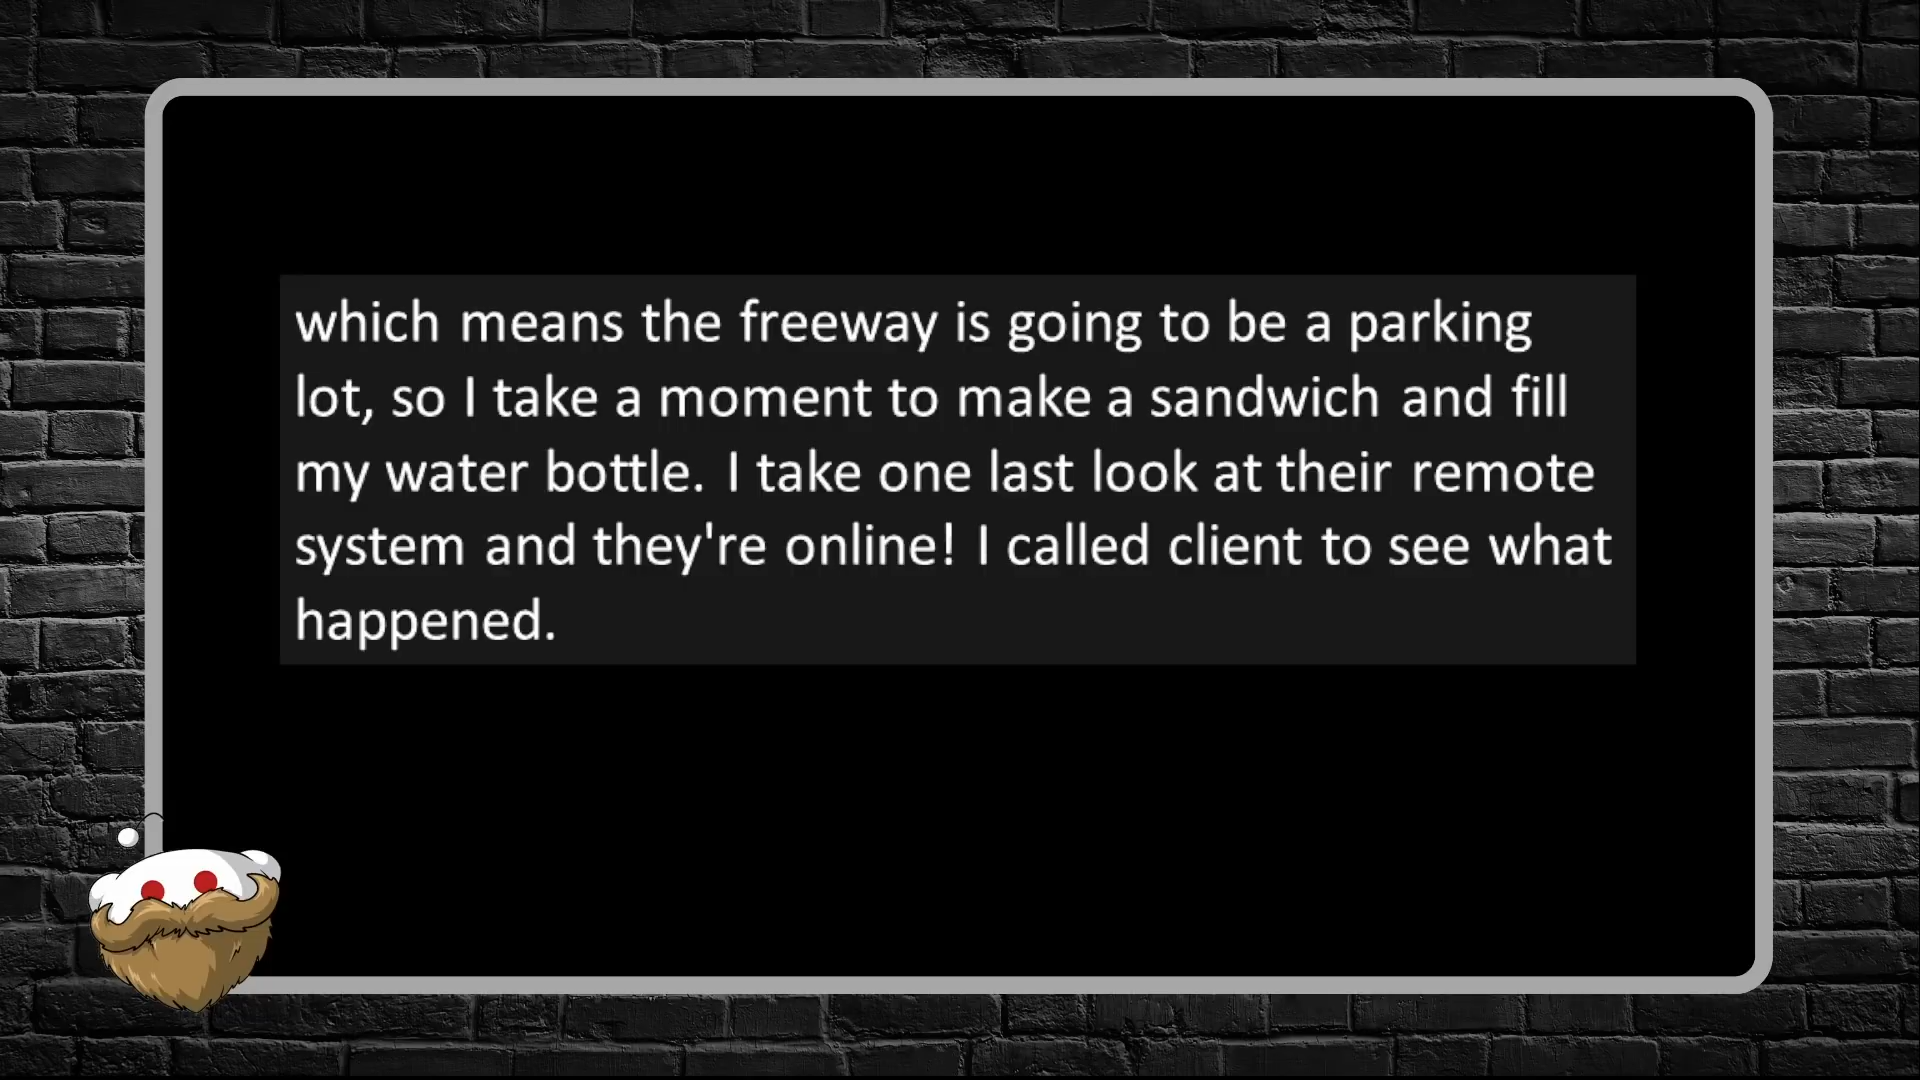 which means the freeway is going to be a parking
lot, so I take a moment to make a sandwich and fill
my water bottle. I take one last look at their remote
system and they're online! I called client to see what
happened.